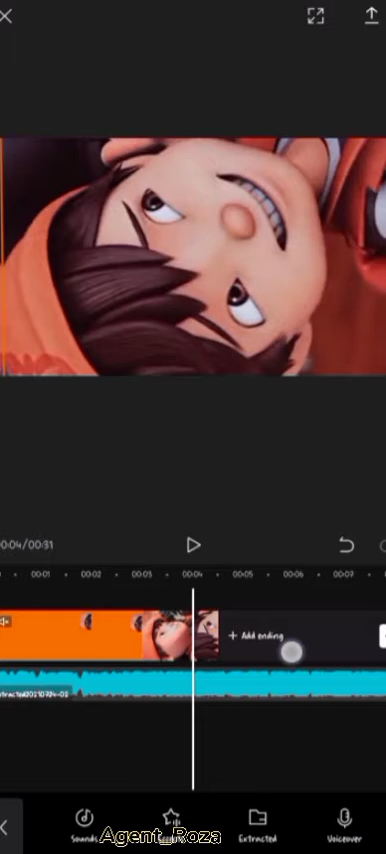 00:04/00:31
00:01
00:02
00:03
00:04
00:05
00:06
00:07
+ Add ending
Sounds
Extracted
Voiceover
Agent_Roza